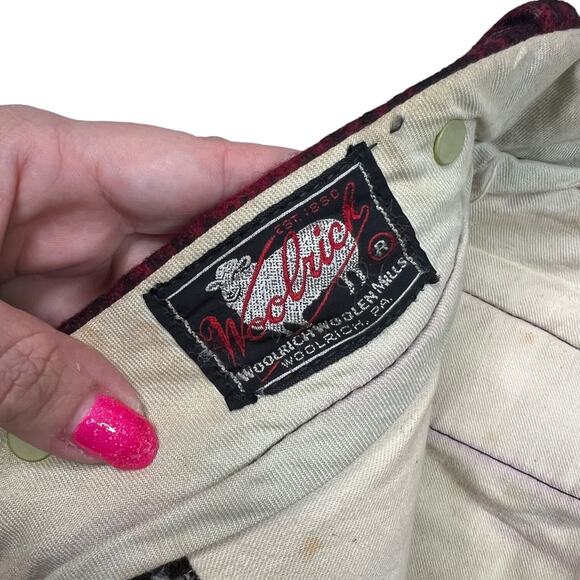 EST. 1830
Woolrich
R
WOOLRICH WOOLEN MILLS
WOOLRICH, PA.